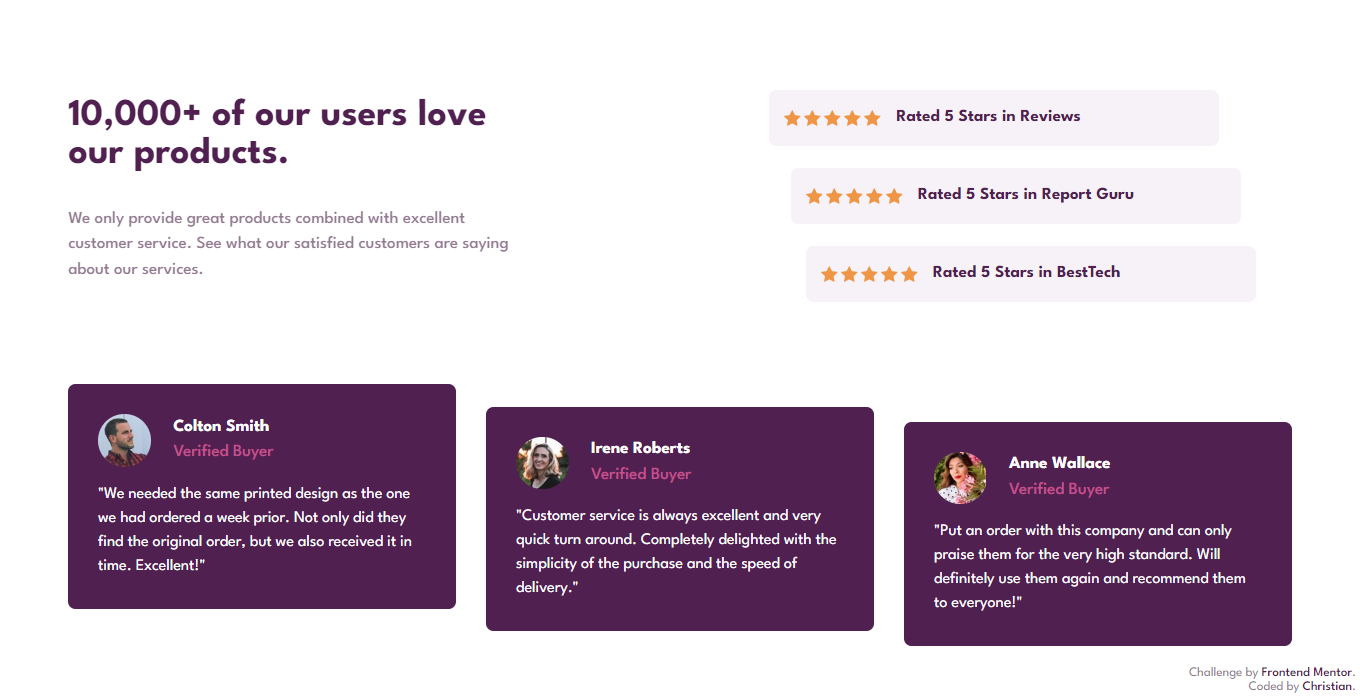 10,000+ of our users love
our products.
We only provide great products combined with excellent
customer service. See what our satisfied customers are saying
about our services.
Rated 5 Stars in Reviews
Rated 5 Stars in Report Guru
Rated 5 Stars in BestTech
Colton Smith
Verified Buyer
"We needed the same printed design as the one
we had ordered a week prior. Not only did they
find the original order, but we also received it in
time. Excellent!"
Irene Roberts
Verified Buyer
"Customer service is always excellent and very
quick turn around. Completely delighted with the
simplicity of the purchase and the speed of
delivery."
Anne Wallace
Verified Buyer
"Put an order with this company and can only
praise them for the very high standard. Will
definitely use them again and recommend them
to everyone!"
Challenge by Frontend Mentor.
Coded by Christian.